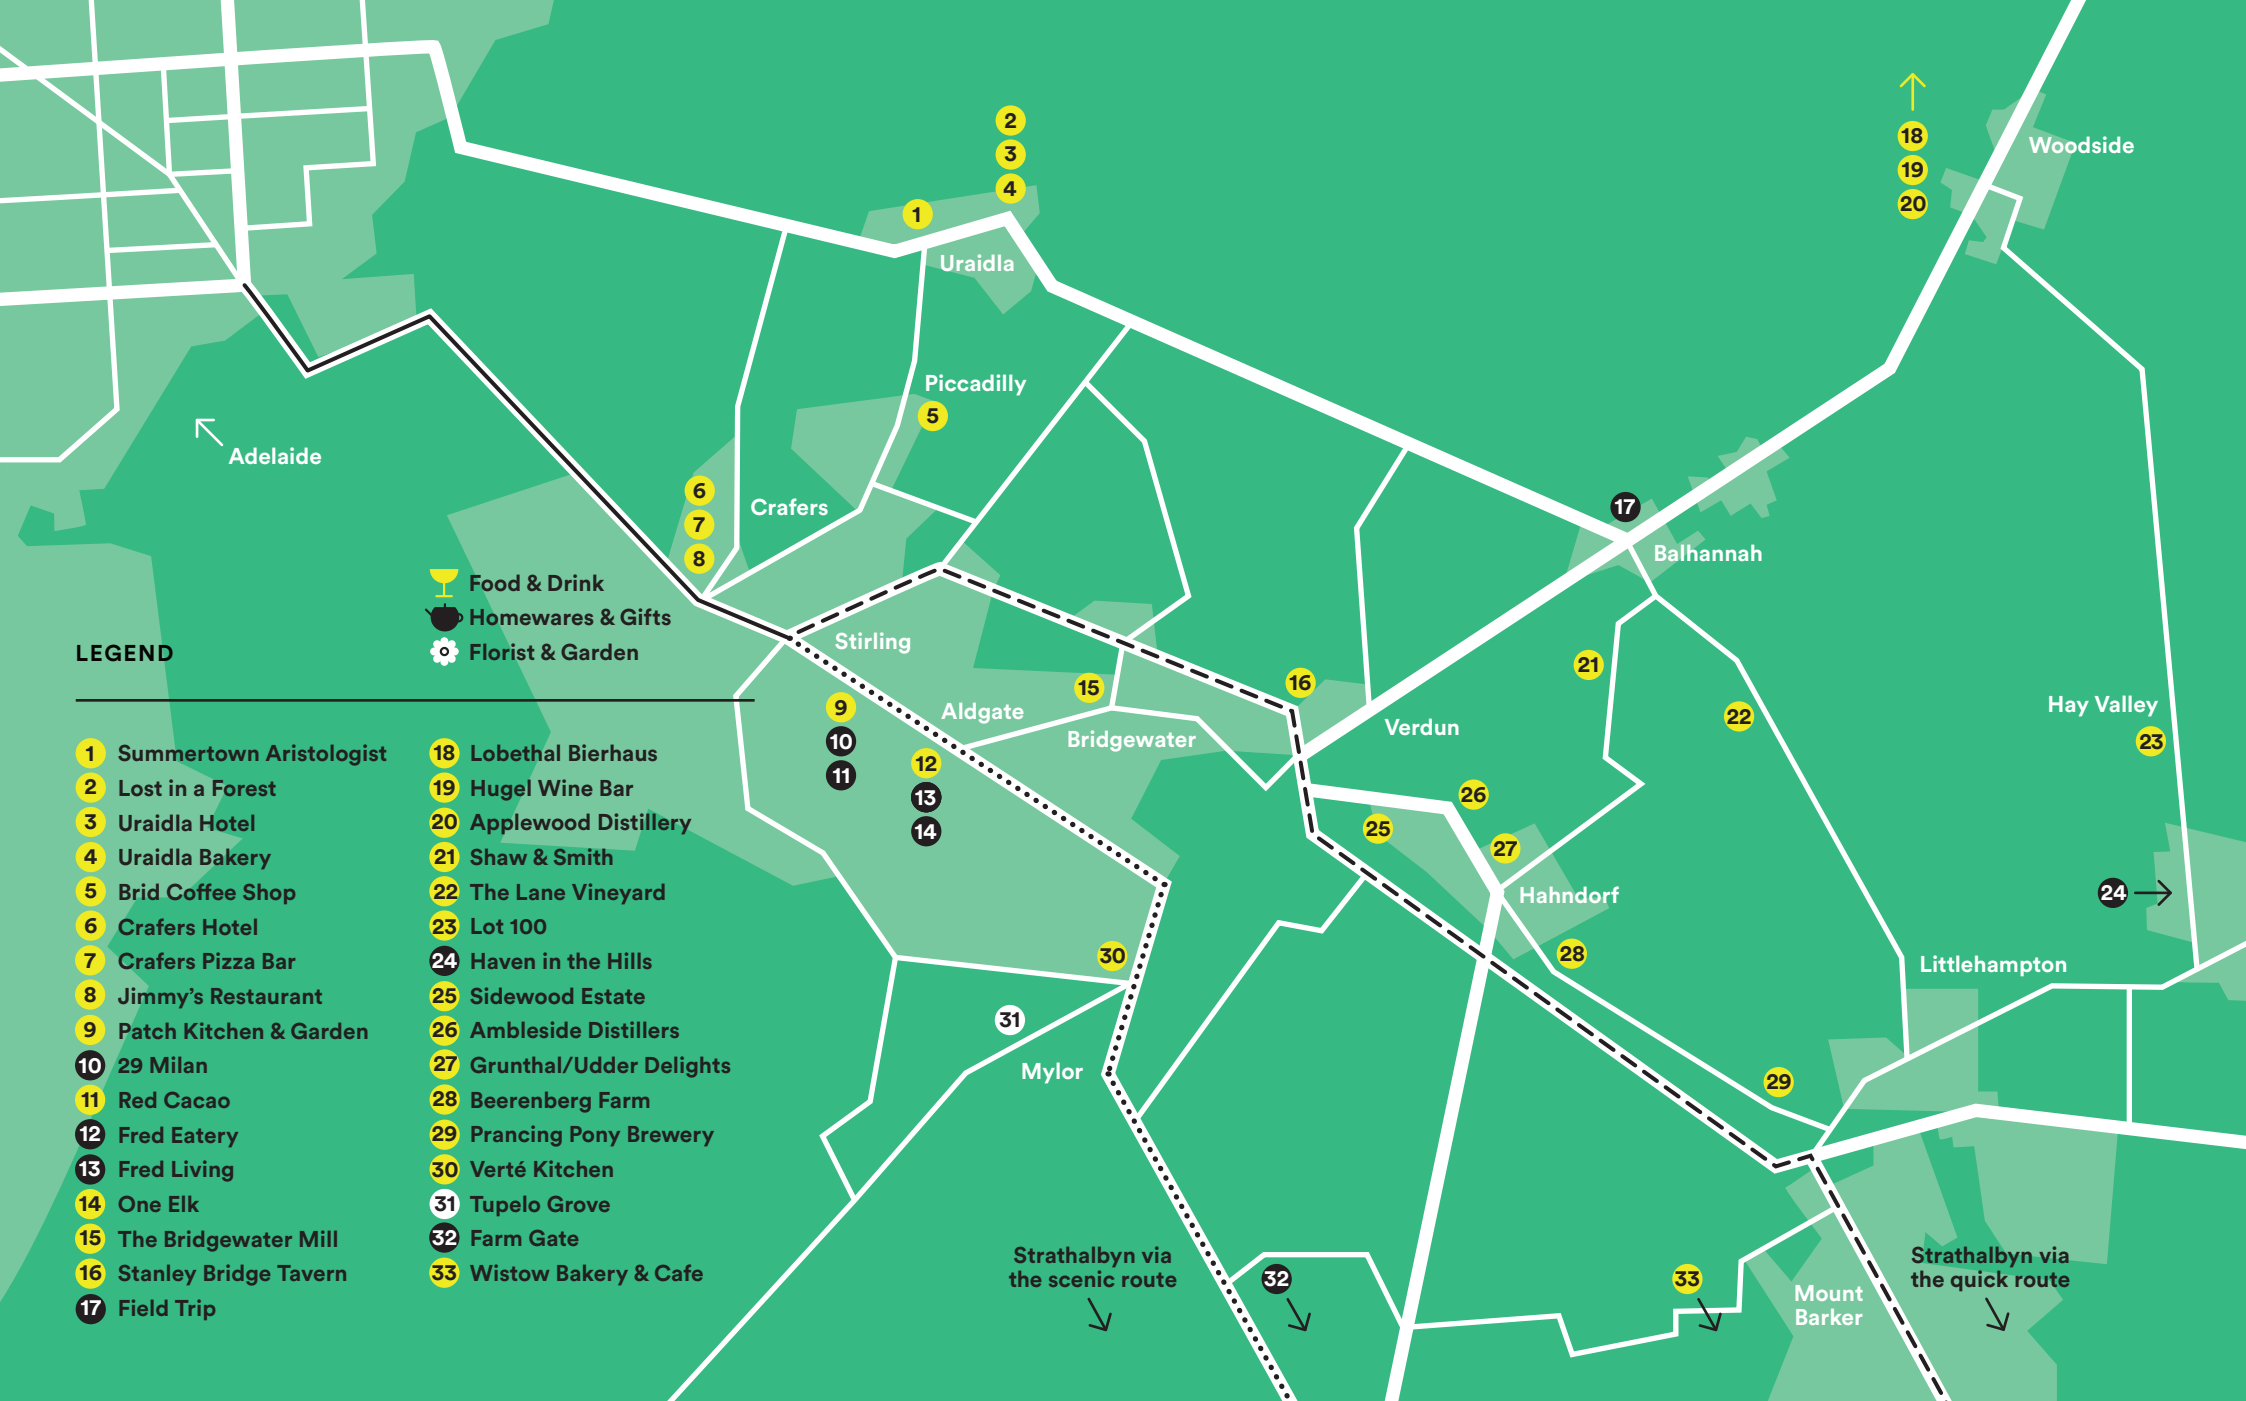 2
3
4
1
Uraidla
18
19
20
Woodside
Piccadilly
5
Adelaide
6
7
8
Crafers
17
Balhannah
Stirling
15
16
21
22
Hay Valley
23
9
10
11
Aldgate
12
13
14
Bridgewater
Verdun
26
25
27
Hahndorf
28
24
Littlehampton
30
31
Mylor
29
Strathalbyn via
the scenic route
32
33
Mount
Barker
Strathalbyn via
the quick route
LEGEND
Food & Drink
Homewares & Gifts
Florist & Garden
1 Summertown Aristologist
2 Lost in a Forest
3 Uraidla Hotel
4 Uraidla Bakery
5 Brid Coffee Shop
6 Crafers Hotel
7 Crafers Pizza Bar
8 Jimmy’s Restaurant
9 Patch Kitchen & Garden
10 29 Milan
11 Red Cacao
12 Fred Eatery
13 Fred Living
14 One Elk
15 The Bridgewater Mill
16 Stanley Bridge Tavern
17 Field Trip
18 Lobethal Bierhaus
19 Hugel Wine Bar
20 Applewood Distillery
21 Shaw & Smith
22 The Lane Vineyard
23 Lot 100
24 Haven in the Hills
25 Sidewood Estate
26 Ambleside Distillers
27 Grunthal/Udder Delights
28 Beerenberg Farm
29 Prancing Pony Brewery
30 Verté Kitchen
31 Tupelo Grove
32 Farm Gate
33 Wistow Bakery & Cafe